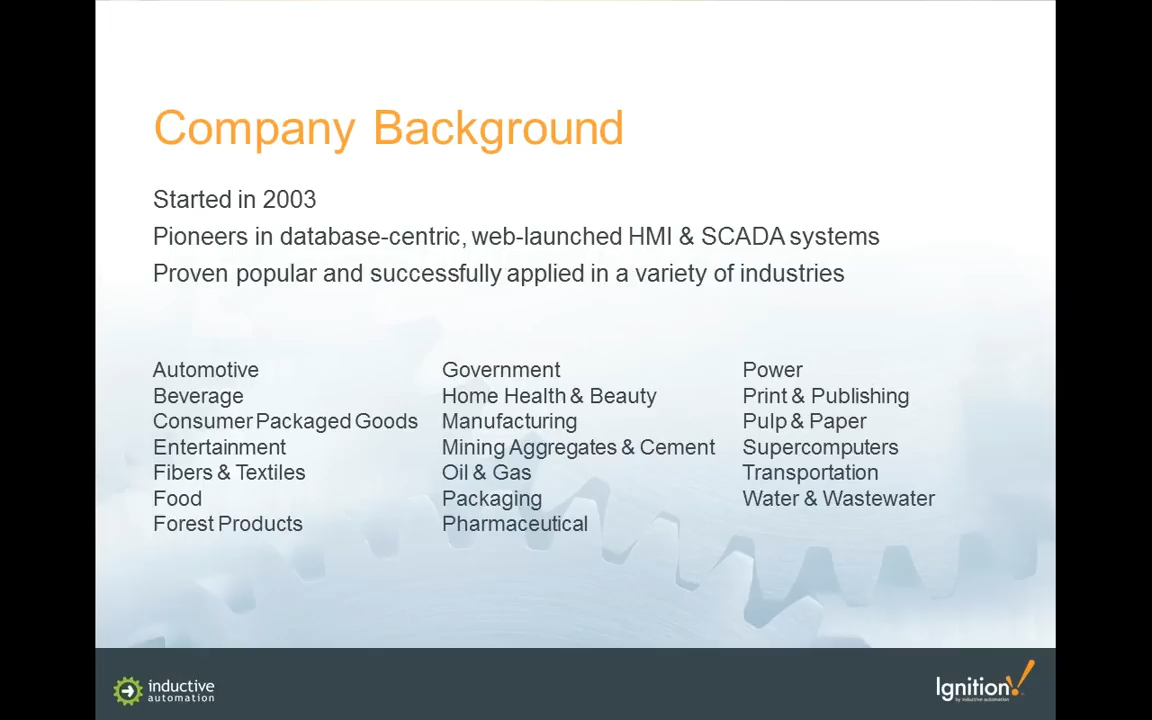 Company Background
Started in 2003
Pioneers in database-centric, web-launched HMI & SCADA systems
Proven popular and successfully applied in a variety of industries
Automotive
Beverage
Consumer Packaged Goods
Entertainment
Fibers & Textiles
Food
Forest Products
Government
Home Health & Beauty
Manufacturing
Mining Aggregates & Cement
Oil & Gas
Packaging
Pharmaceutical
Power
Print & Publishing
Pulp & Paper
Supercomputers
Transportation
Water & Wastewater
inductive
automation
Ignition!
by inductive automation